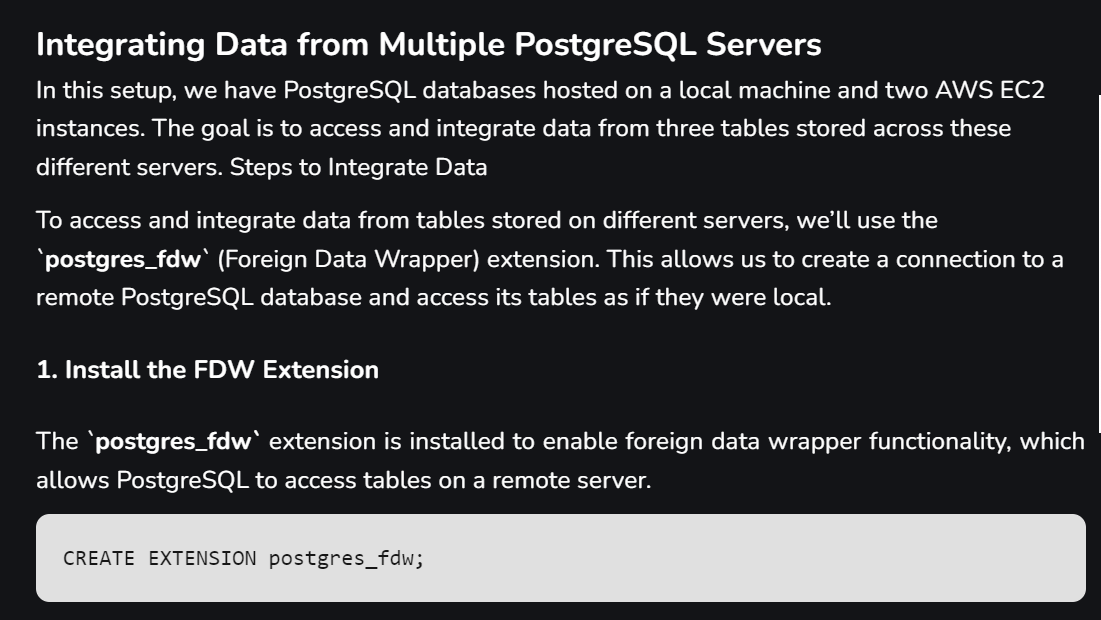 Integrating Data from Multiple PostgreSQL Servers
In this setup, we have PostgreSQL databases hosted on a local machine and two AWS EC2
instances. The goal is to access and integrate data from three tables stored across these
different servers. Steps to Integrate Data
To access and integrate data from tables stored on different servers, we’ll use the
`postgres_fdw` (Foreign Data Wrapper) extension. This allows us to create a connection to a
remote PostgreSQL database and access its tables as if they were local.
1. Install the FDW Extension
The `postgres_fdw` extension is installed to enable foreign data wrapper functionality, which
allows PostgreSQL to access tables on a remote server.
CREATE EXTENSION postgres_fdw;